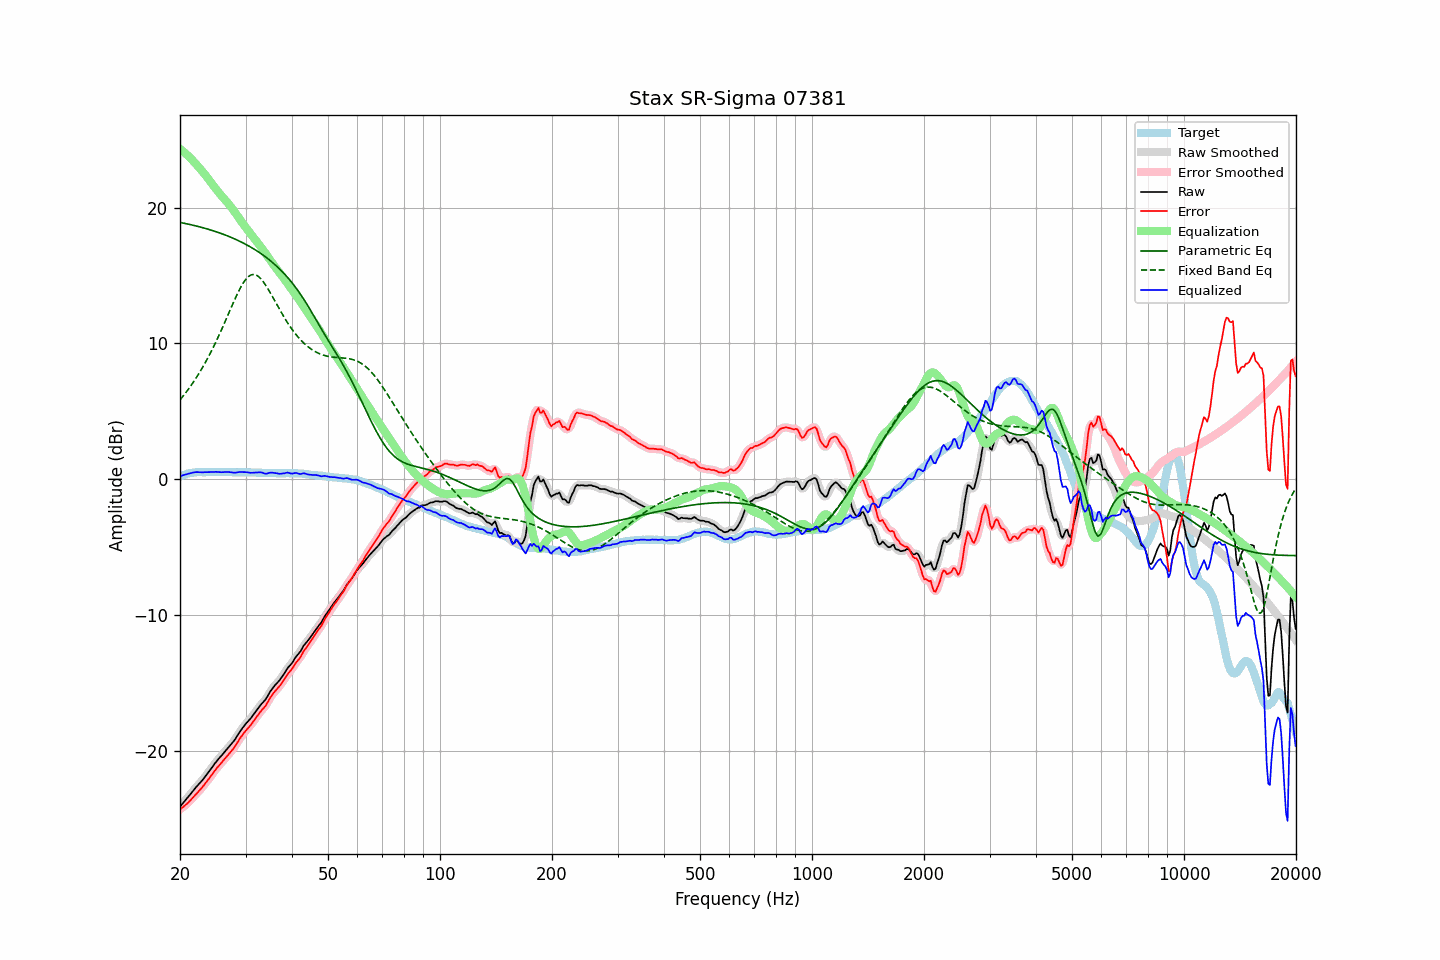 Stax SR-Sigma 07381
Target
Raw Smoothed
Error Smoothed
Raw
Error
Equalization
Parametric Eq
Fixed Band Eq
Equalized
20
10
0
−10
−20
Amplitude (dBr)
20
50
100
200
500
1000
2000
5000
10000
20000
Frequency (Hz)